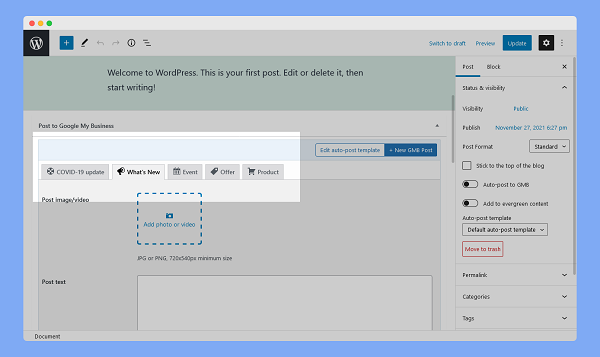 Switch to draft Preview Update
Welcome to WordPress. This is your first post. Edit or delete it, then
start writing!
Post to Google My Business
Edit auto-post template + New GMB Post
COVID-19 update What's New Event Offer Product
Post image/video
Add photo or video
JPG or PNG, 720x540px minimum size
Post text
Document
Post Block
Status & visibility
Visibility Public
Publish November 27, 2021 6:27 pm
Post Format Standard
Stick to the top of the blog
Auto-post to GMB
Add to evergreen content
Auto-post template
Default auto-post template
Move to trash
Permalink
Categories
Tags